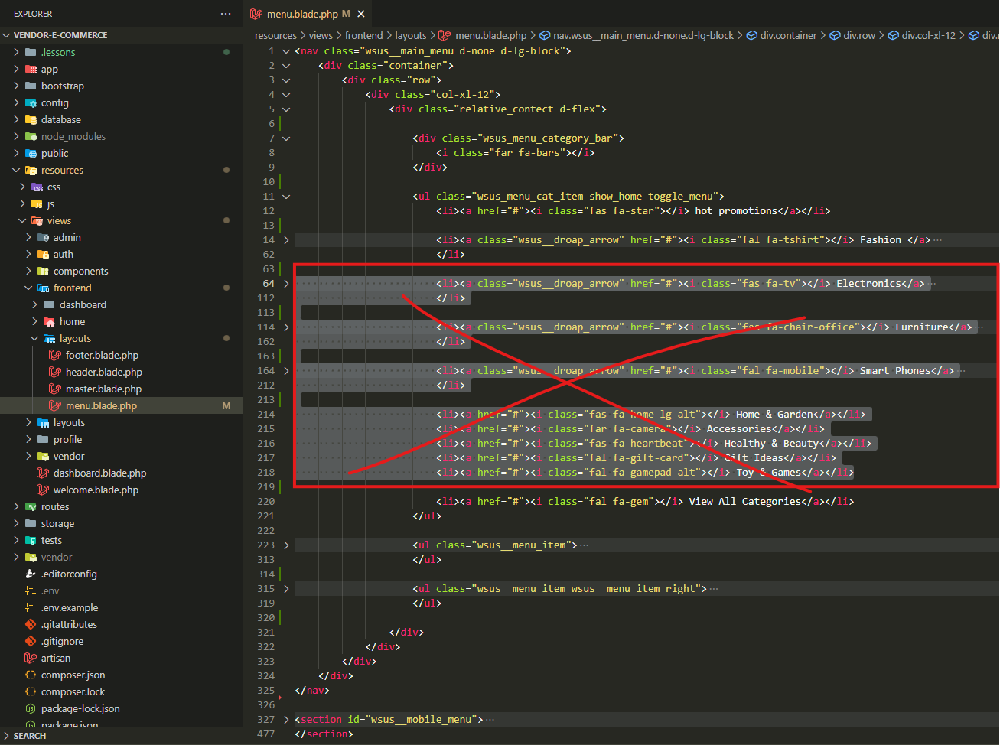 EXPLORER ···
VENDOR-E-COMMERCE
.lessons
app
bootstrap
config
database
node_modules
public
resources
css
js
views
admin
auth
components
frontend
dashboard
home
layouts
footer.blade.php
header.blade.php
master.blade.php
menu.blade.php M
layouts
profile
vendor
dashboard.blade.php
welcome.blade.php
routes
storage
tests
vendor
.editorconfig
.env
.env.example
.gitattributes
.gitignore
artisan
composer.json
composer.lock
package-lock.json
package.json
SEARCH
menu.blade.php M
resources > views > frontend > layouts > menu.blade.php > nav.wsus__main_menu.d-none.d-lg-block > div.container > div.row > div.col-xl-12 >
1 <nav class="wsus__main_menu d-none d-lg-block">
2 <div class="container">
3 <div class="row">
4 <div class="col-xl-12">
5 <div class="relative_contect d-flex">
6
7 <div class="wsus_menu_category_bar">
8 <i class="far fa-bars"></i>
9 </div>
10
11 <ul class="wsus_menu_cat_item show_home toggle_menu">
12 <li><a href="#"><i class="fas fa-star"></i> hot promotions</a></li>
13
14 <li><a class="wsus__droap_arrow" href="#"><i class="fal fa-tshirt"></i> Fashion </a>···
62 </li>
63
64 <li><a class="wsus__droap_arrow" href="#"><i class="fas fa-tv"></i> Electronics</a>···
112 </li>
113
114 <li><a class="wsus__droap_arrow" href="#"><i class="fas fa-chair-office"></i> Furniture</a>···
162 </li>
163
164 <li><a class="wsus__droap_arrow" href="#"><i class="fal fa-mobile"></i> Smart Phones</a>···
212 </li>
213
214 <li><a href="#"><i class="fas fa-home-lg-alt"></i> Home & Garden</a></li>
215 <li><a href="#"><i class="far fa-camera"></i> Accessories</a></li>
216 <li><a href="#"><i class="fas fa-heartbeat"></i> Healthy & Beauty</a></li>
217 <li><a href="#"><i class="fal fa-gift-card"></i> Gift Ideas</a></li>
218 <li><a href="#"><i class="fal fa-gamepad-alt"></i> Toy & Games</a></li>
219
220 <li><a href="#"><i class="fal fa-gem"></i> View All Categories</a></li>
221 </ul>
222
223 <ul class="wsus__menu_item">···
313 </ul>
314
315 <ul class="wsus__menu_item wsus__menu_item_right">···
319 </ul>
320
321 </div>
322 </div>
323 </div>
324 </div>
325 </nav>
326
327 <section id="wsus__mobile_menu">···
477 </section>